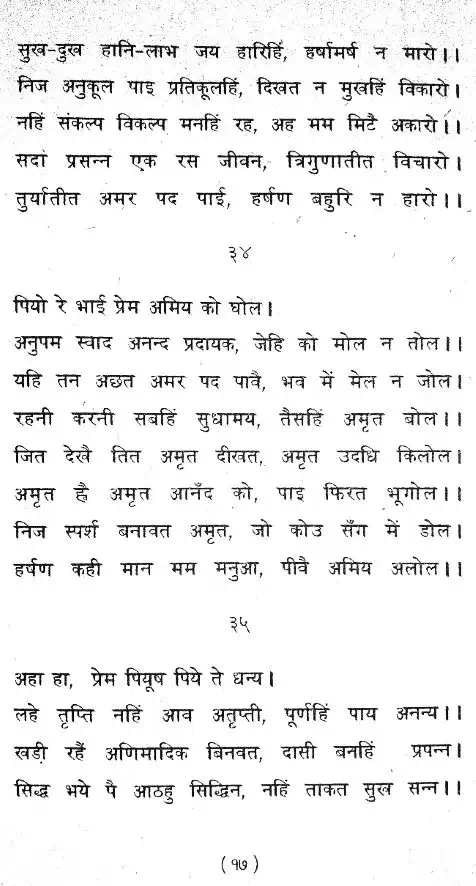 सुख-दुख हानि-लाभ जय हारिहिं, हर्षामर्ष न मारो।।
निज अनुकूल पाइ प्रतिकूलहिं, दिखत न मुखहिं विकारो।
नहिं संकल्प विकल्प मनहिं रह, अह मम मिटै अकारो।।
सदां प्रसन्न एक रस जीवन, त्रिगुणातीत विचारो।
तुर्यातीत अमर पद पाई, हर्षण बहुरि न हारो।।
३४
पियो रे भाई प्रेम अमिय को घोल।
अनुपम स्वाद अनन्द प्रदायक, जेहि को मोल न तोल।।
यहि तन अछत अमर पद पावै, भव में मेल न जोल।
रहनी करनी सबहिं सुधामय, तैसहिं अमृत बोल।।
जित देखै तित अमृत दीखत, अमृत उदधि किलोल।
अमृत है अमृत आनँद को, पाइ फिरत भूगोल।।
निज स्पर्श बनावत अमृत, जो कोउ सँग में डोल।
हर्षण कही मान मम मनुआ, पीवै अमिय अलोल।।
३५
अहा हा, प्रेम पियूष पिये ते धन्य।
लहे तृप्ति नहिं आव अतृप्ती, पूर्णहिं पाय अनन्य।।
खड़ी रहैं अणिमादिक बिनवत, दासी बनहिं प्रपन्न।
सिद्ध भये पै आठहु सिद्धिन, नहिं ताकत सुख सन्न।।
(१७)